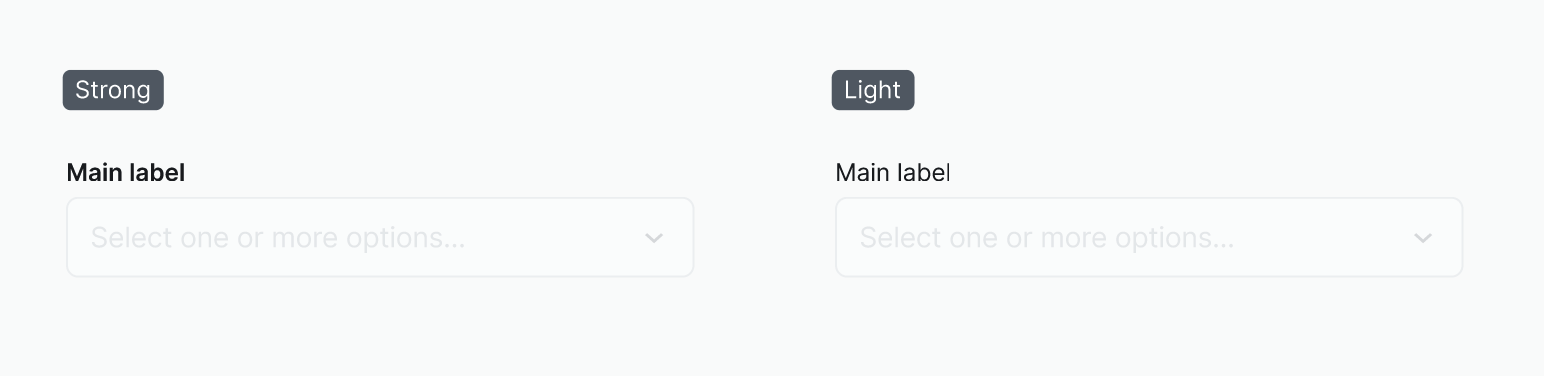 Strong
Light
Main label
Main label
Select one or more options...
Select one or more options...